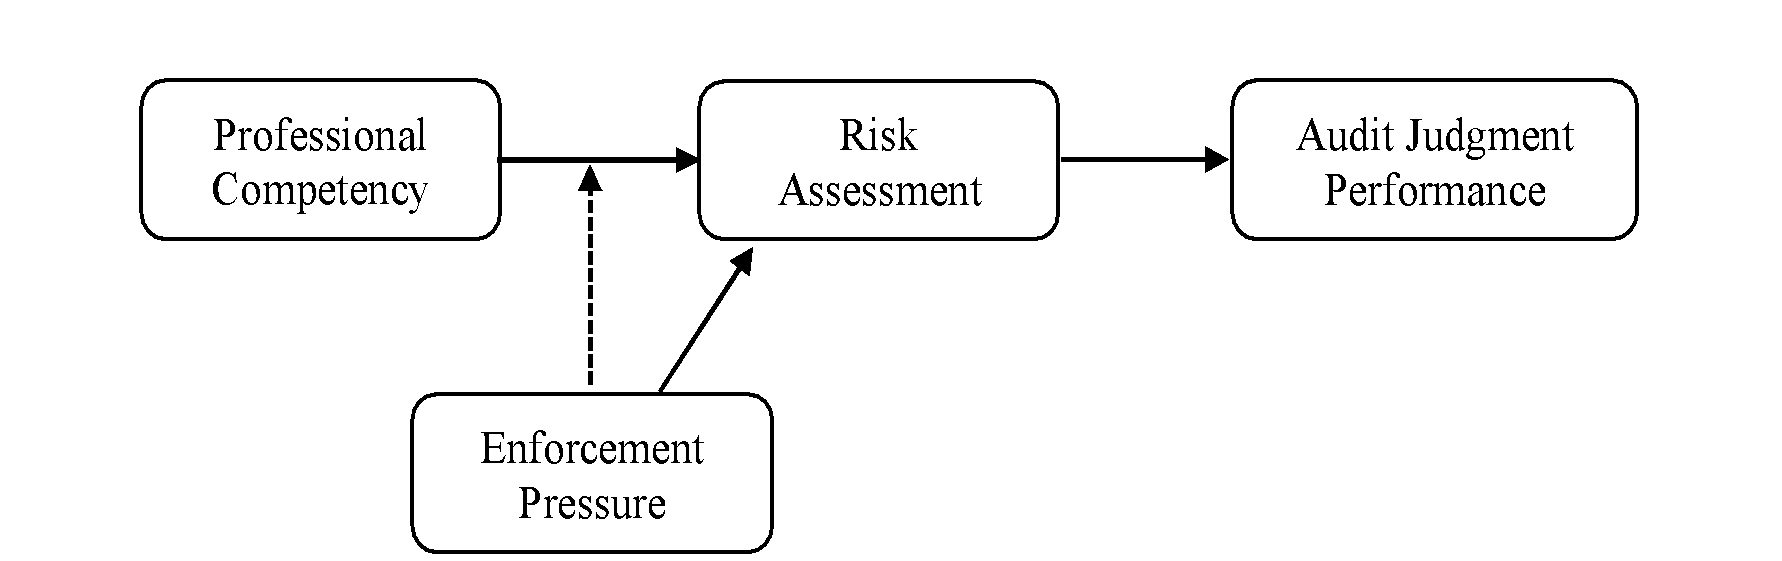 Professional
Competency
Risk
Assessment
Audit Judgment
Performance
Enforcement
Pressure